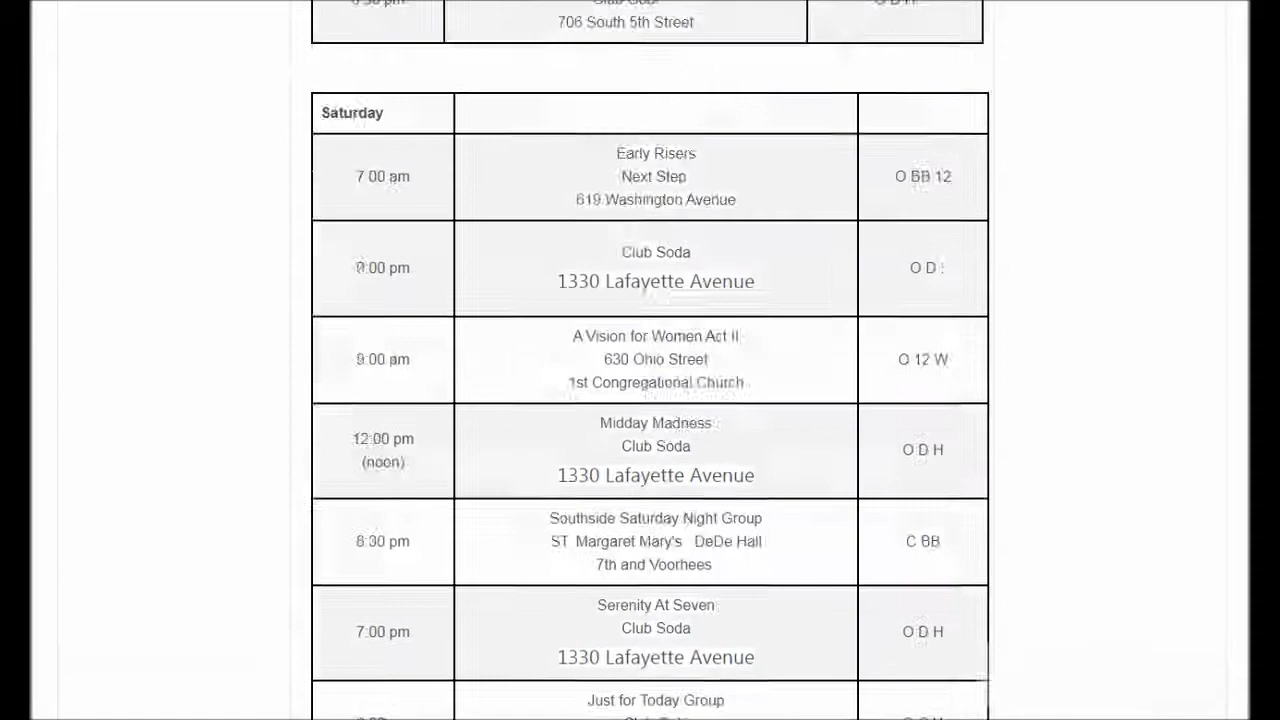 706 South 5th Street
Saturday
7:00 am
Early Risers
Next Step
619 Washington Avenue
O BB 12
9:00 pm
Club Soda
1330 Lafayette Avenue
O D
9:00 am
A Vision for Women Act II
630 Ohio Street
1st Congregational Church
O 12 W
12:00 pm
(noon)
Midday Madness
Club Soda
1330 Lafayette Avenue
O D H
Southside Saturday Night Group
ST Margaret Mary's DeDe Hall
7th and Voorhees
C BB
7:00 pm
Serenity At Seven
Club Soda
1330 Lafayette Avenue
O D H
Just for Today Group